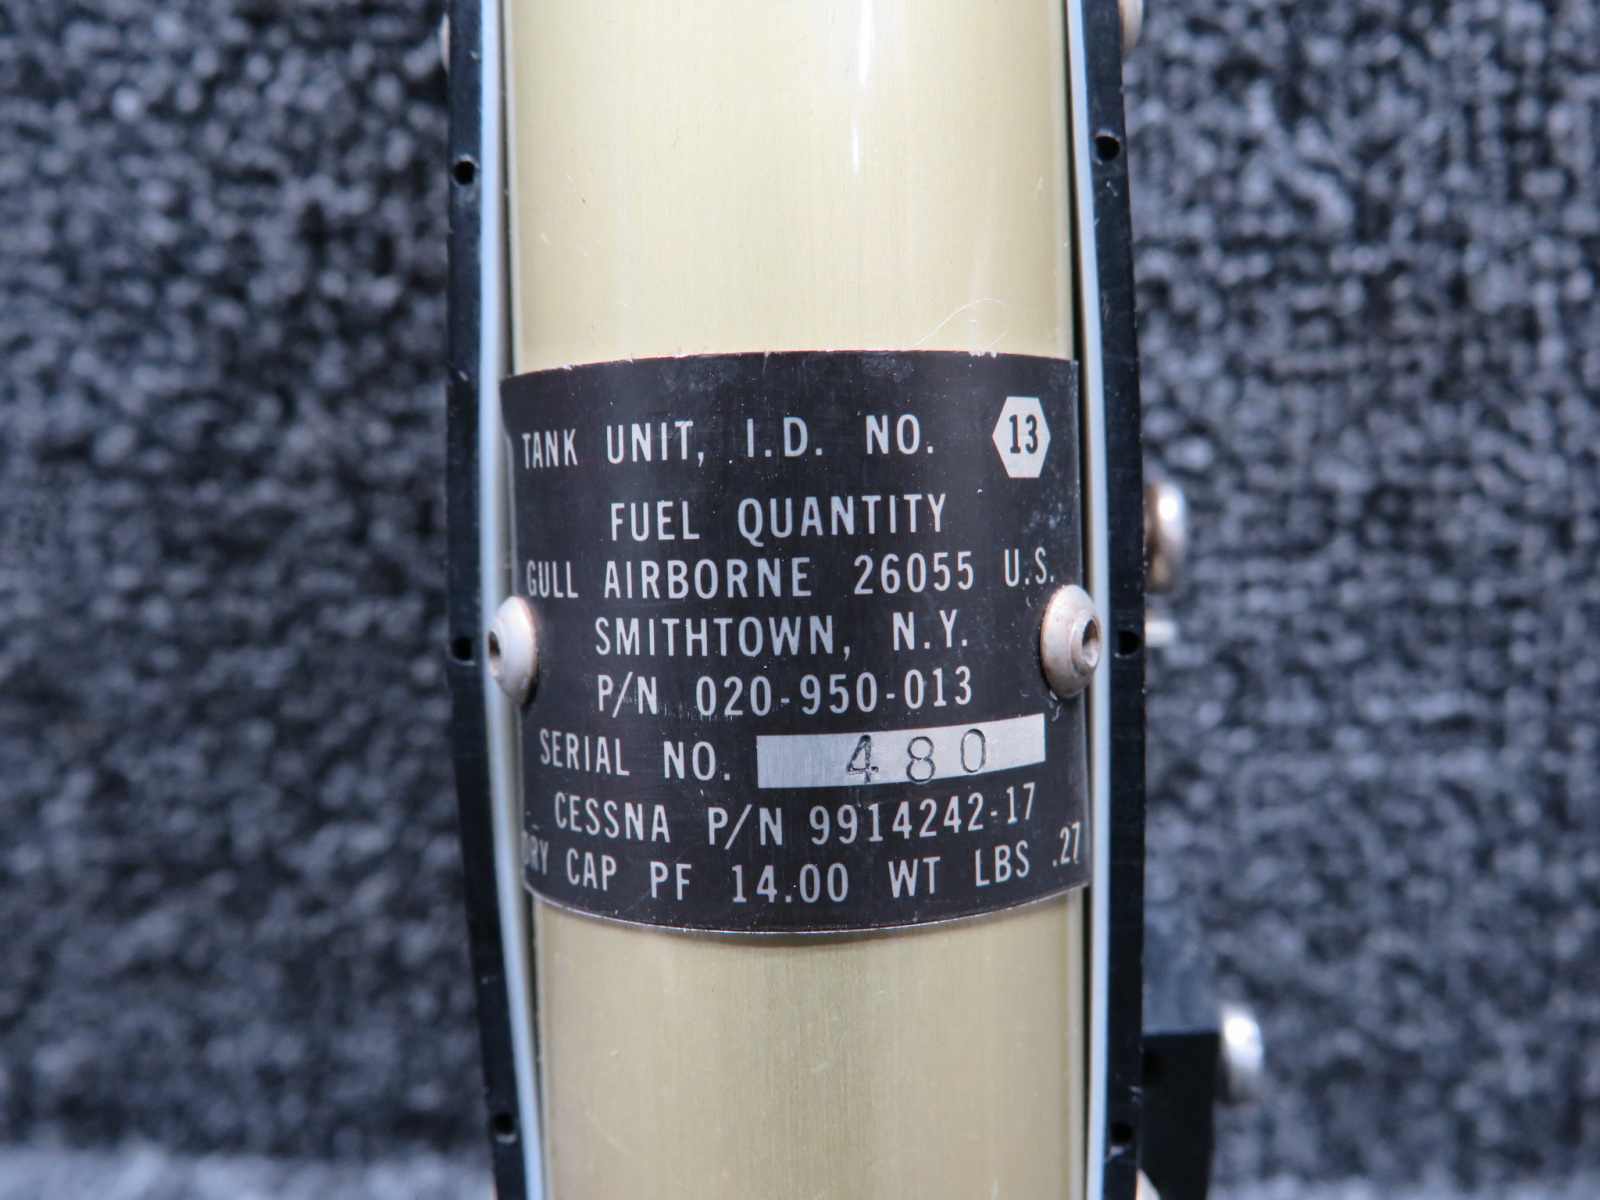 TANK UNIT, I.D. NO. 13
FUEL QUANTITY
GULL AIRBORNE 26055 U.S.
SMITHTOWN, N.Y.
P/N 020-950-013
SERIAL NO. 480
CESSNA P/N 9914242-17
DRY CAP PF 14.00 WT LBS .27